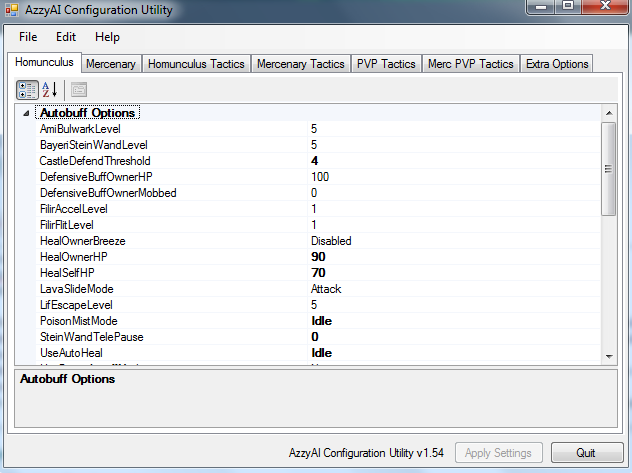 AzzyAI Configuration Utility
File Edit Help
Homunculus Mercenary Homunculus Tactics Mercenary Tactics PVP Tactics Merc PVP Tactics Extra Options
Autobuff Options
AmiBulwarkLevel 5
BayeriSteinWandLevel 5
CastleDefendThreshold 4
DefensiveBuffOwnerHP 100
DefensiveBuffOwnerMobbed 0
FilirAccelLevel 1
FilirFlitLevel 1
HealOwnerBreeze Disabled
HealOwnerHP 90
HealSelfHP 70
LavaSlideMode Attack
LifEscapeLevel 5
PoisonMistMode Idle
SteinWandTelePause 0
UseAutoHeal Idle
Autobuff Options
AzzyAI Configuration Utility v1.54 Apply Settings Quit